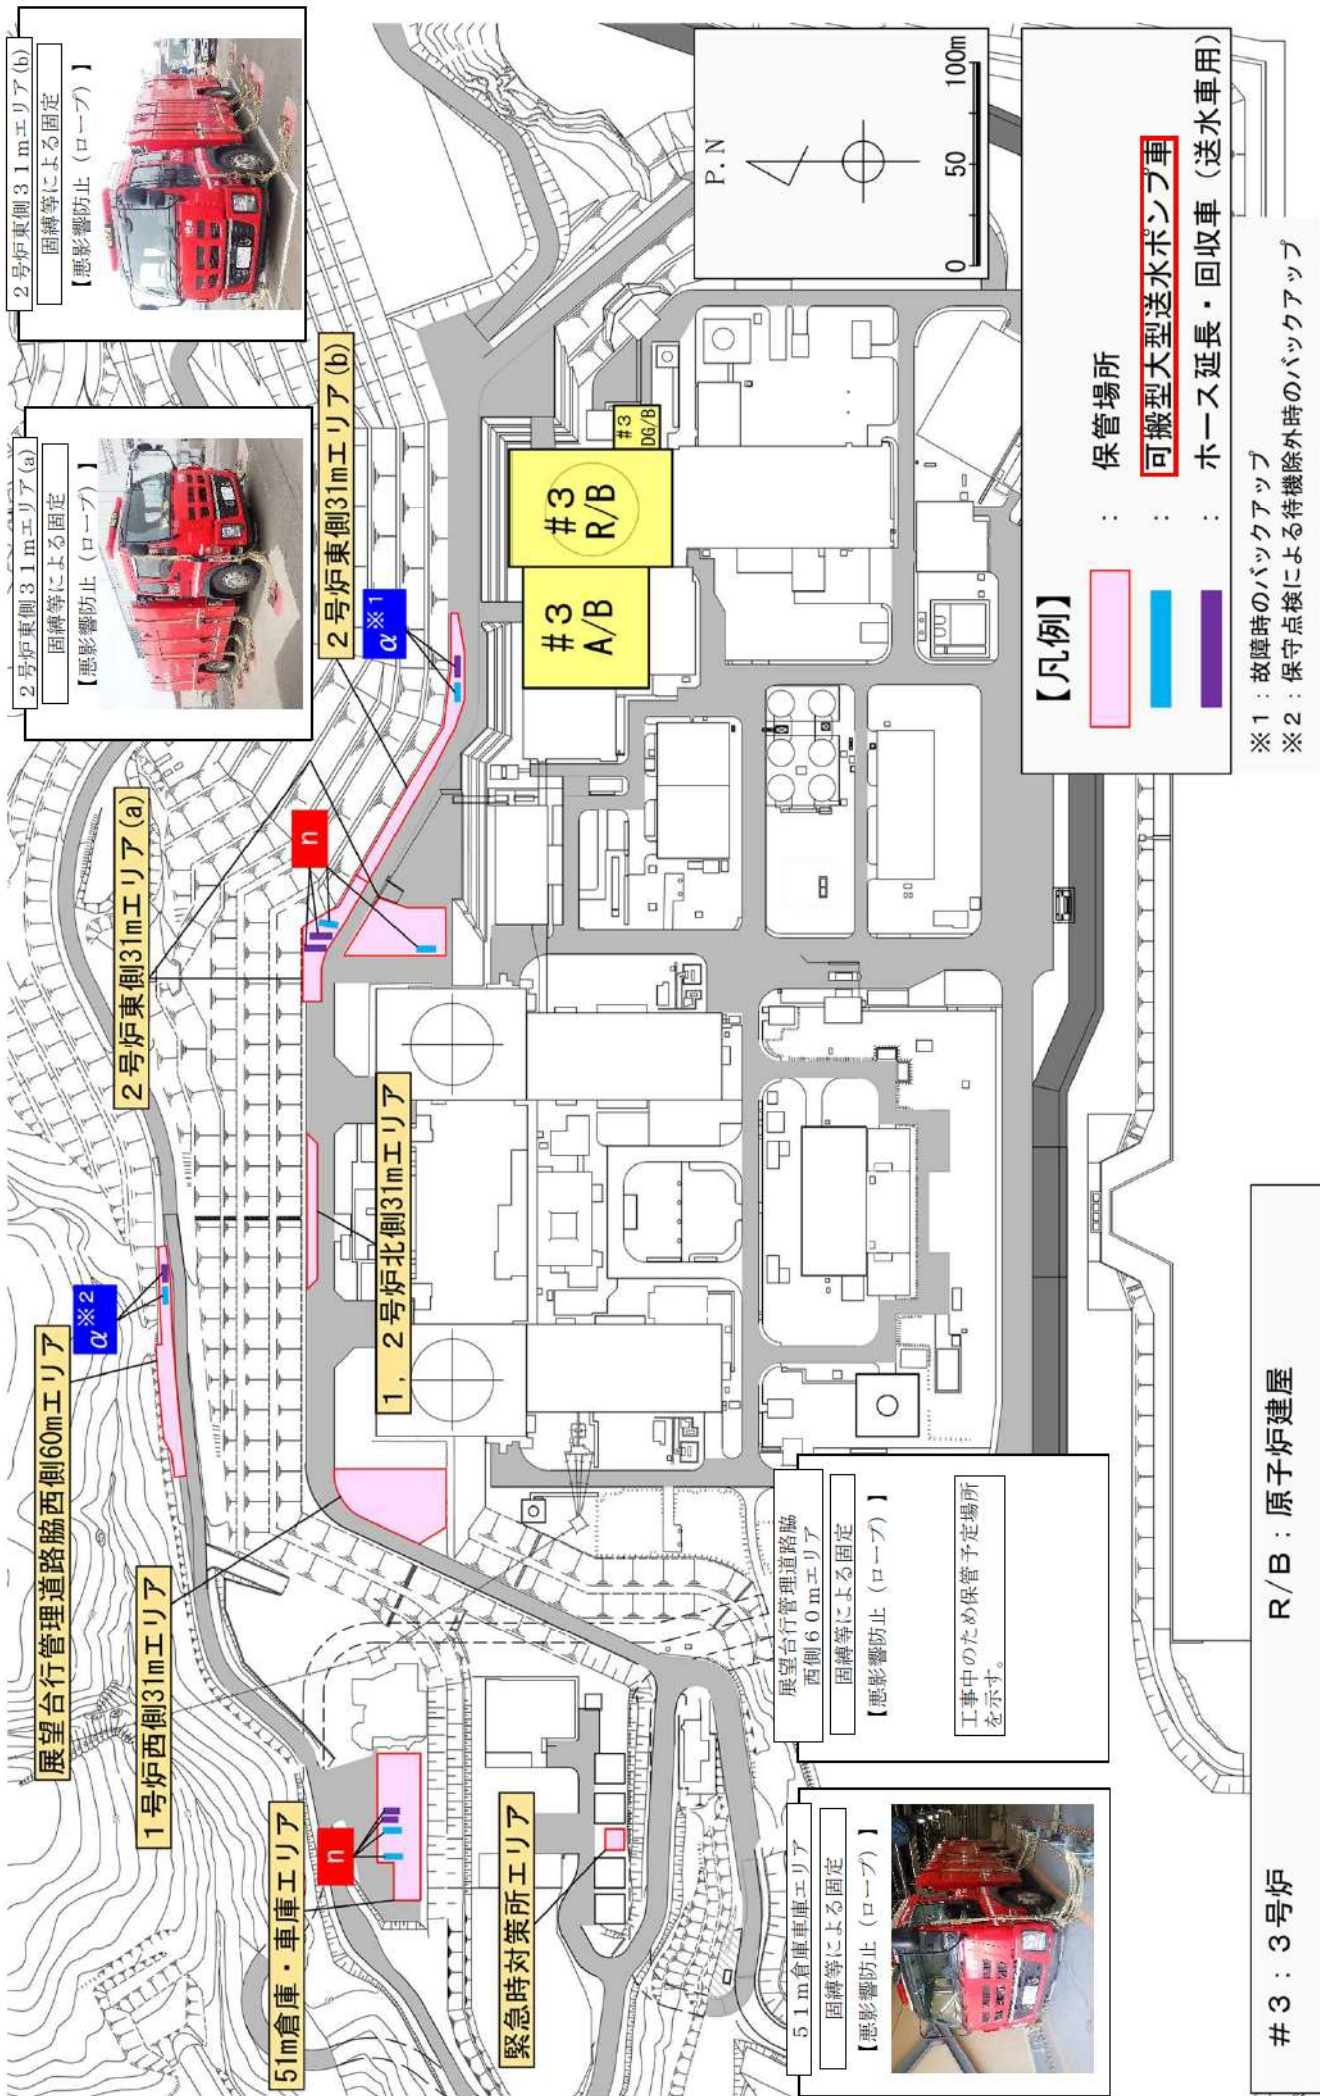 51m倉庫・車庫エリア
n
緊急時対策所エリア
展望台行管理道路脇西側60mエリア
α※2
1号炉西側31mエリア
1，2号炉北側31mエリア
2号炉東側31mエリア(a)
n
2号炉東側31mエリア(b)
α※1
#3
A/B
#3
R/B
#3
DG/B
2号炉東側31mエリア(a)
固縛等による固定
【悪影響防止（ロープ）】
2号炉東側31mエリア(b)
固縛等による固定
【悪影響防止（ロープ）】
P.N
0
50
100m
51m倉庫車庫エリア
固縛等による固定
【悪影響防止（ロープ）】
展望台行管理道路脇
西側60mエリア
固縛等による固定
【悪影響防止（ロープ）】
工事中のため保管予定場所
を示す。
【凡例】
： 保管場所
： 可搬型大型送水ポンプ車
： ホース延長・回収車（送水車用）
※1：故障時のバックアップ
※2：保守点検による待機除外時のバックアップ
#3：3号炉
R/B：原子炉建屋